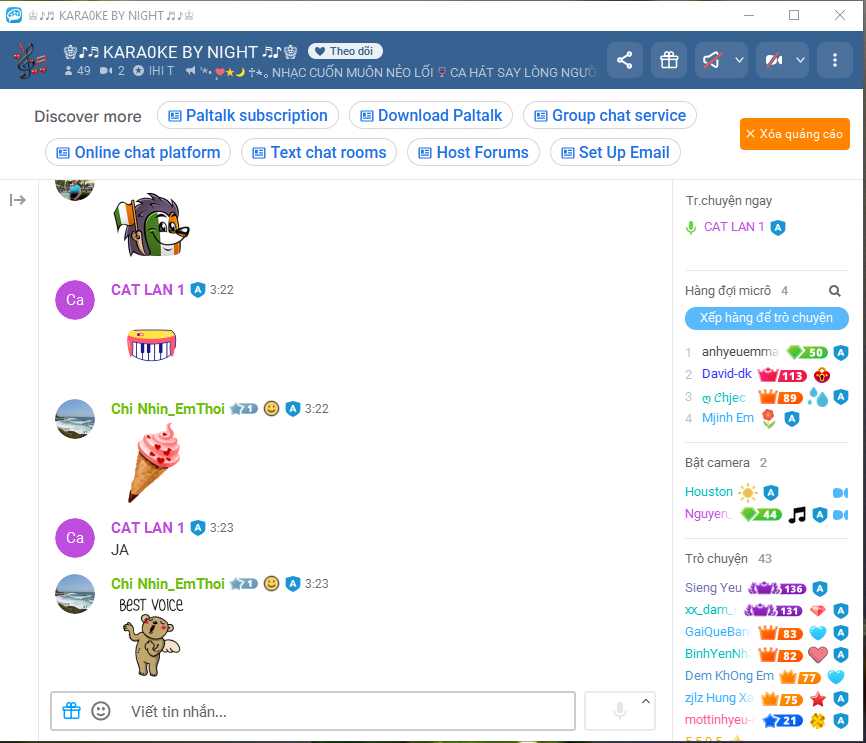 ♔♪♬ KARA0KE BY NIGHT ♬♪♔
♔♪♬ KARA0KE BY NIGHT ♬♪♔ Theo dõi
49 2 IHI T NHẠC CUỐN MUÔN NẺO LỐI CA HÁT SAY LÒNG NGƯỜ
Discover more Paltalk subscription Download Paltalk Group chat service
Online chat platform Text chat rooms Host Forums Set Up Email
× Xóa quảng cáo
CAT LAN 1 A 3:22
Ca
Chi Nhin_EmThoi 71 A 3:22
CAT LAN 1 A 3:23
Ca
JA
Chi Nhin_EmThoi 71 A 3:23
BEST VOICE
Viết tin nhắn...
Tr.chuyện ngay
CAT LAN 1 A
Hàng đợi micrô 4
Xếp hàng để trò chuyện
1 anhyeuemma 50 A
2 David-dk 113
3 ღ Chjec 89 A
4 Mjinh Em A
Bật camera 2
Houston A
Nguyen_ 44 A
Trò chuyện 43
Sieng Yeu 136 A
xx_dam_ 131 A
GaiQueBan 83 A
BinhYenNh 82 A
Dem KhOng Em 77
zjlz Hung Xa 75 A
mottinhyeu- 21 A